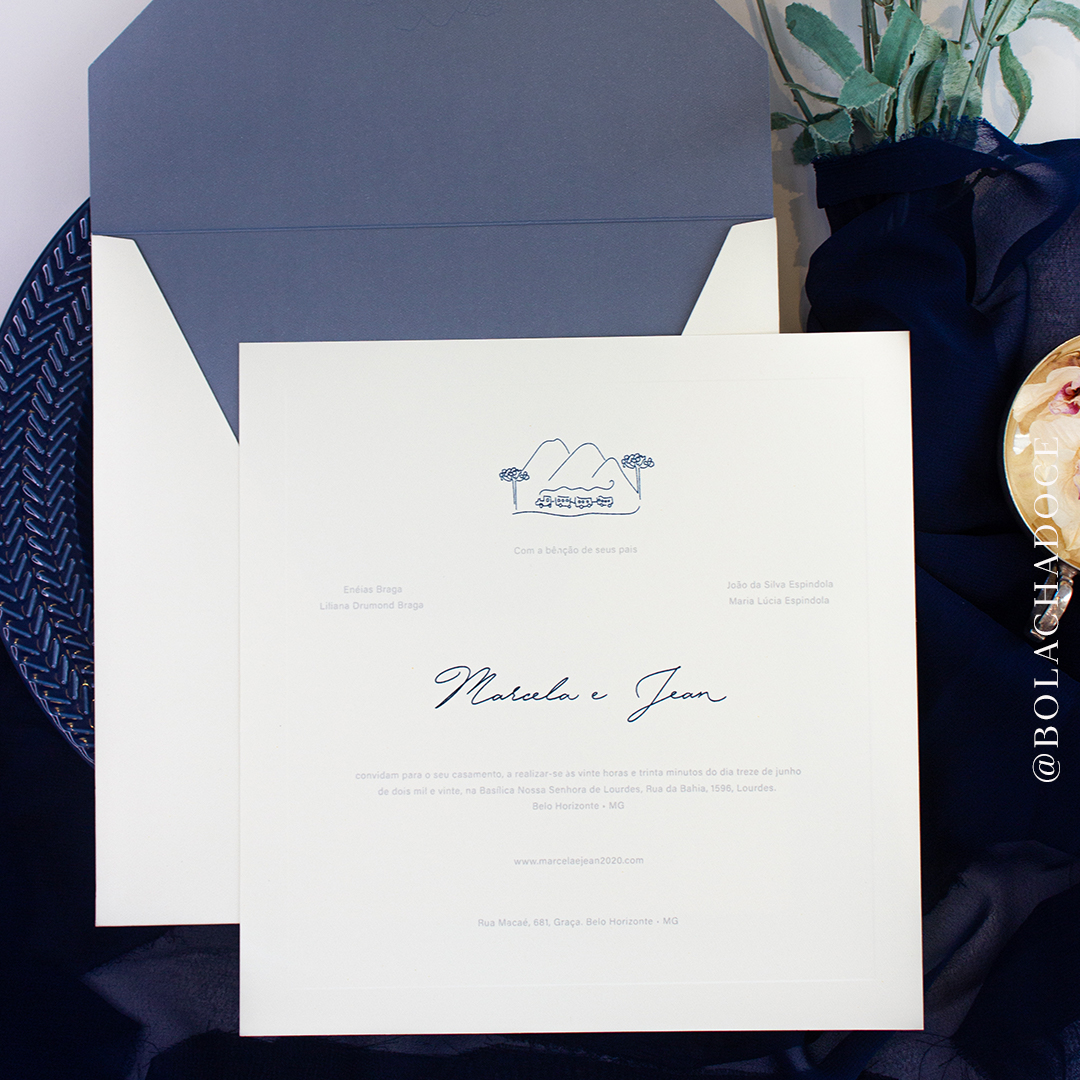 Com a bênção de seus pais
Enéias Braga
Liliana Drumond Braga
João da Silva Espindola
Maria Lúcia Espindola
Marcela e Jean
convidam para o seu casamento, a realizar-se às vinte horas e trinta minutos do dia treze de junho
de dois mil e vinte, na Basílica Nossa Senhora de Lourdes, Rua da Bahia, 1596, Lourdes.
Belo Horizonte • MG
www.marcelaejean2020.com
Rua Macaé, 681, Graça. Belo Horizonte • MG
@BOLACHADOCE